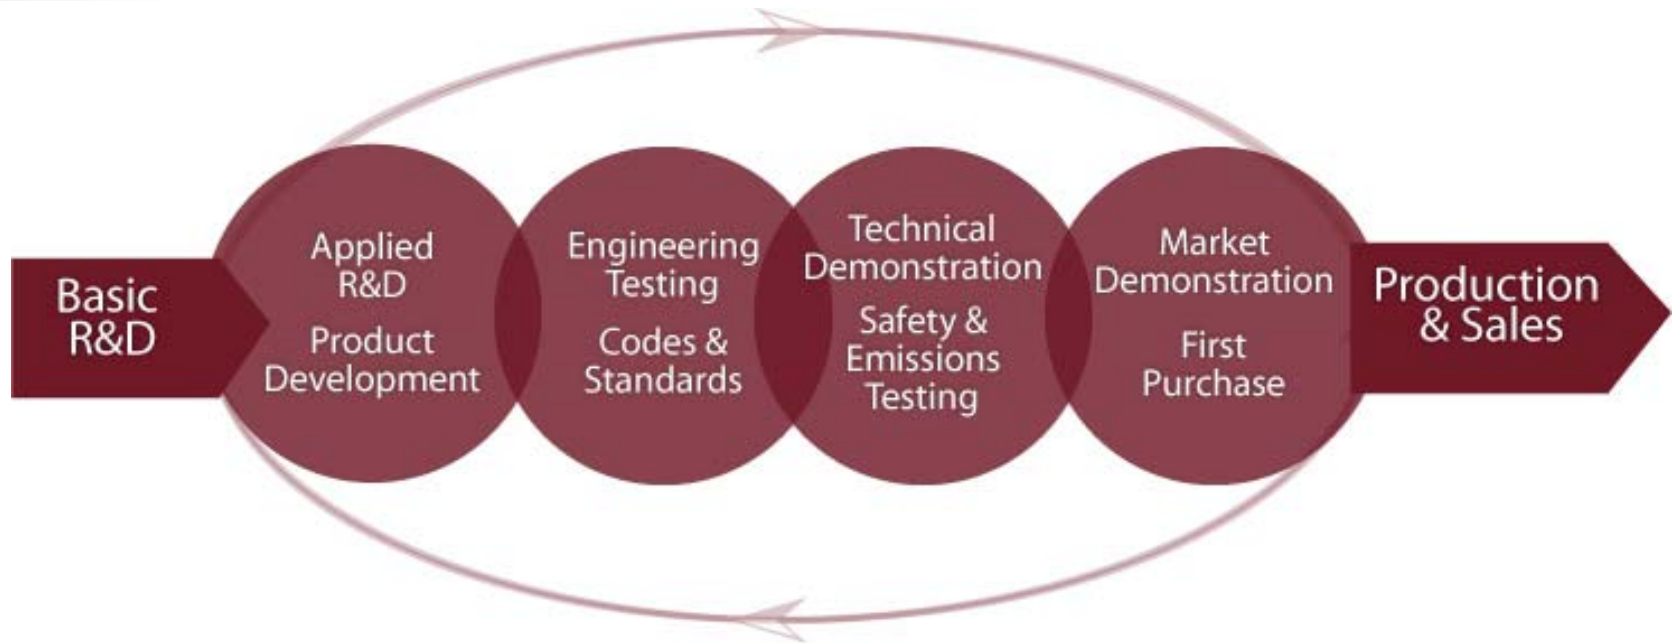 Basic
R&D
Applied
R&D
Product
Development
Engineering
Testing
Codes &
Standards
Technical
Demonstration
Safety &
Emissions
Testing
Market
Demonstration
First
Purchase
Production
& Sales